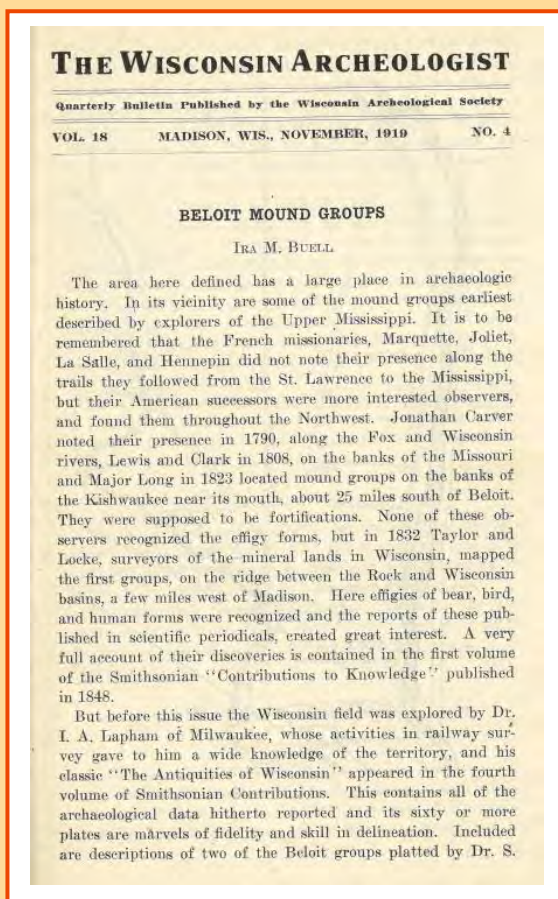 THE WISCONSIN ARCHEOLOGIST
Quarterly Bulletin Published by the Wisconsin Archeological Society
VOL. 18 MADISON, WIS., NOVEMBER, 1919 NO. 4
BELOIT MOUND GROUPS
IRA M. BUELL
The area here defined has a large place in archaeologic
history. In its vicinity are some of the mound groups earliest
described by explorers of the Upper Mississippi. It is to be
remembered that the French missionaries, Marquette, Joliet,
La Salle, and Hennepin did not note their presence along the
trails they followed from the St. Lawrence to the Mississippi,
but their American successors were more interested observers,
and found them throughout the Northwest. Jonathan Carver
noted their presence in 1790, along the Fox and Wisconsin
rivers, Lewis and Clark in 1808, on the banks of the Missouri
and Major Long in 1823 located mound groups on the banks of
the Kishwaukee near its mouth, about 25 miles south of Beloit.
They were supposed to be fortifications. None of these ob-
servers recognized the effigy forms, but in 1832 Taylor and
Locke, surveyors of the mineral lands in Wisconsin, mapped
the first groups, on the ridge between the Rock and Wisconsin
basins, a few miles west of Madison. Here effigies of bear, bird,
and human forms were recognized and the reports of these pub-
lished in scientific periodicals, created great interest. A very
full account of their discoveries is contained in the first volume
of the Smithsonian "Contributions to Knowledge" published
in 1848.
But before this issue the Wisconsin field was explored by Dr.
I. A. Lapham of Milwaukee, whose activities in railway sur-
vey gave to him a wide knowledge of the territory, and his
classic "The Antiquities of Wisconsin" appeared in the fourth
volume of Smithsonian Contributions. This contains all of the
archaeological data hitherto reported and its sixty or more
plates are marvels of fidelity and skill in delineation. Included
are descriptions of two of the Beloit groups platted by Dr. S.